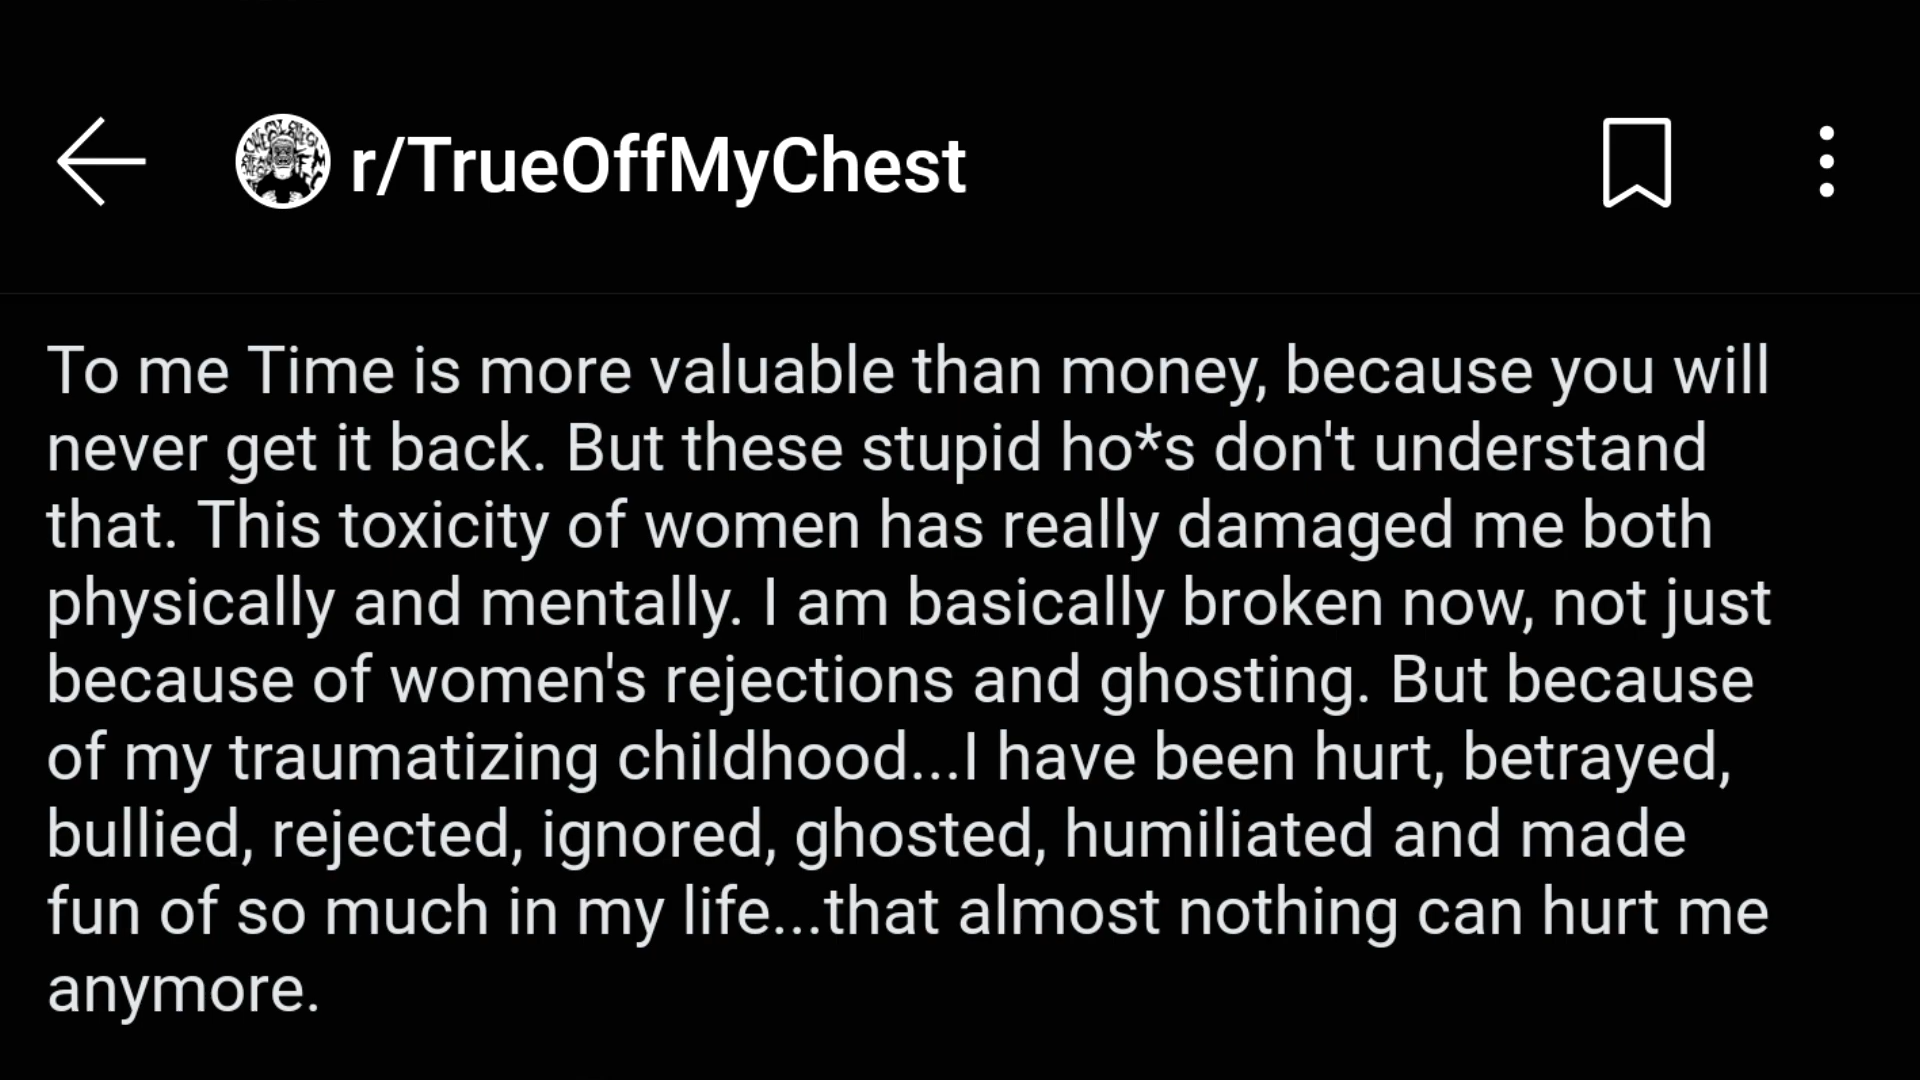 r/TrueOffMyChest
To me Time is more valuable than money, because you will
never get it back. But these stupid ho*s don't understand
that. This toxicity of women has really damaged me both
physically and mentally. I am basically broken now, not just
because of women's rejections and ghosting. But because
of my traumatizing childhood...I have been hurt, betrayed,
bullied, rejected, ignored, ghosted, humiliated and made
fun of so much in my life...that almost nothing can hurt me
anymore.